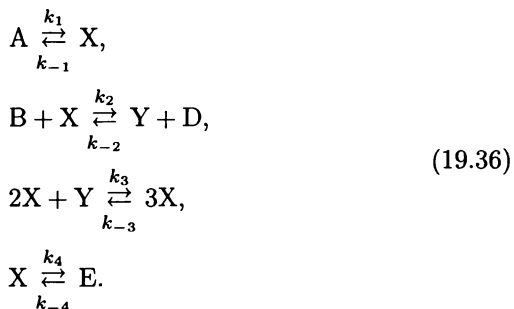 A k₁ ⇄ k₋₁ X,
B + X k₂ ⇄ k₋₂ Y + D,
(19.36)
2X + Y k₃ ⇄ k₋₃ 3X,
X k₄ ⇄ k₋₄ E.